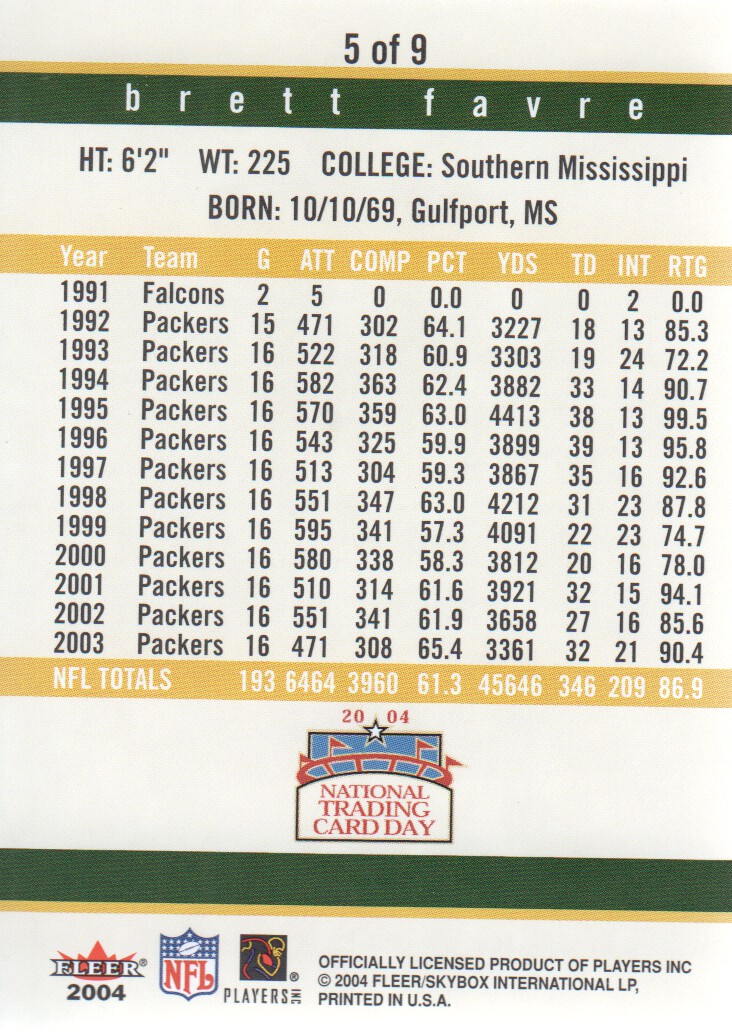 5 of 9
brett favre
HT: 6'2" WT: 225 COLLEGE: Southern Mississippi
BORN: 10/10/69, Gulfport, MS
Year Team G ATT COMP PCT YDS TD INT RTG
1991 Falcons 2 5 0 0.0 0 0 2 0.0
1992 Packers 15 471 302 64.1 3227 18 13 85.3
1993 Packers 16 522 318 60.9 3303 19 24 72.2
1994 Packers 16 582 363 62.4 3882 33 14 90.7
1995 Packers 16 570 359 63.0 4413 38 13 99.5
1996 Packers 16 543 325 59.9 3899 39 13 95.8
1997 Packers 16 513 304 59.3 3867 35 16 92.6
1998 Packers 16 551 347 63.0 4212 31 23 87.8
1999 Packers 16 595 341 57.3 4091 22 23 74.7
2000 Packers 16 580 338 58.3 3812 20 16 78.0
2001 Packers 16 510 314 61.6 3921 32 15 94.1
2002 Packers 16 551 341 61.9 3658 27 16 85.6
2003 Packers 16 471 308 65.4 3361 32 21 90.4
NFL TOTALS 193 6464 3960 61.3 45646 346 209 86.9
20 04
NATIONAL
TRADING
CARD DAY
FLEER®
2004
NFL
PLAYERS INC ®
OFFICIALLY LICENSED PRODUCT OF PLAYERS INC
© 2004 FLEER/SKYBOX INTERNATIONAL LP,
PRINTED IN U.S.A.